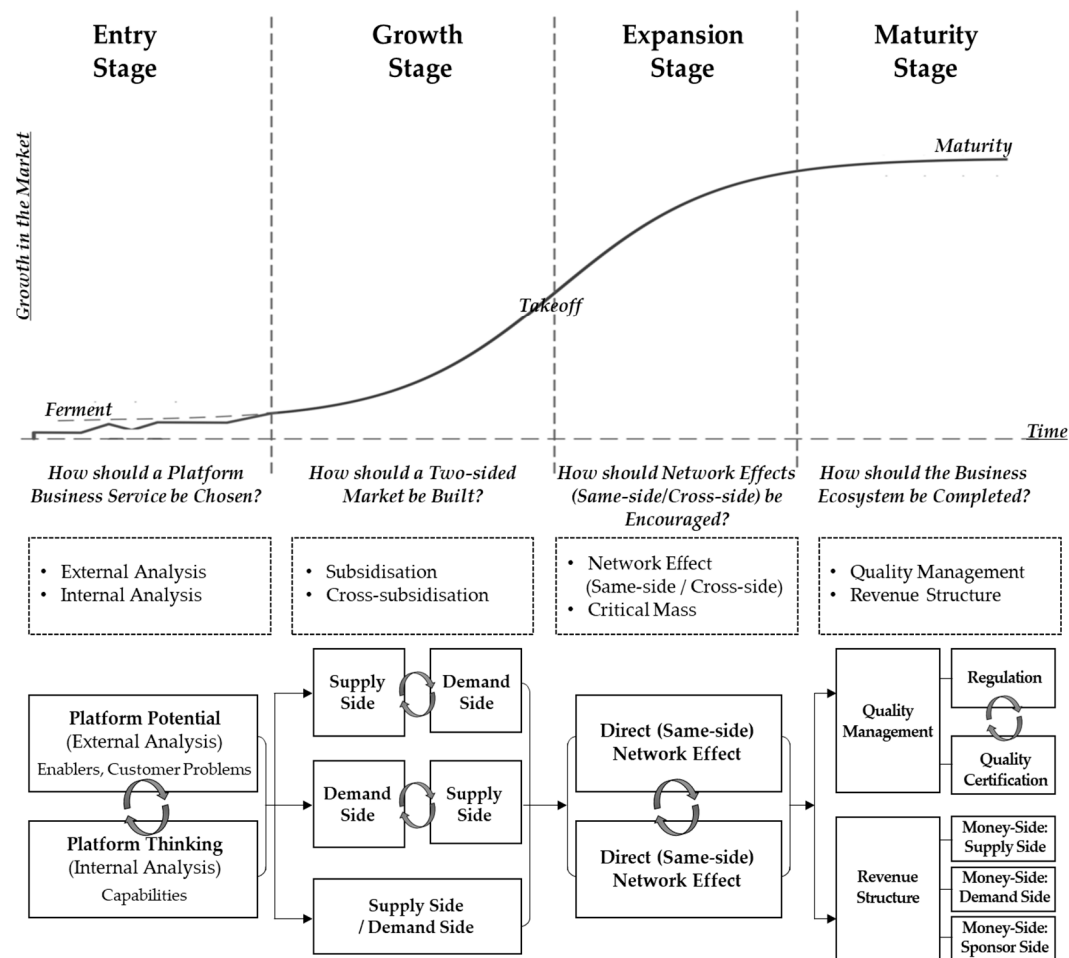 Entry
Stage
Growth
Stage
Expansion
Stage
Maturity
Stage
Growth in the Market
Maturity
Takeoff
Ferment
Time
How should a Platform
Business Service be Chosen?
How should a Two-sided
Market be Built?
How should Network Effects
(Same-side/Cross-side) be
Encouraged?
How should the Business
Ecosystem be Completed?
• External Analysis
• Internal Analysis
• Subsidisation
• Cross-subsidisation
• Network Effect
(Same-side / Cross-side)
• Critical Mass
• Quality Management
• Revenue Structure
Platform Potential
(External Analysis)
Enablers, Customer Problems
Platform Thinking
(Internal Analysis)
Capabilities
Supply
Side
Demand
Side
Demand
Side
Supply
Side
Supply Side
/ Demand Side
Direct (Same-side)
Network Effect
Direct (Same-side)
Network Effect
Quality
Management
Regulation
Quality
Certification
Revenue
Structure
Money-Side:
Supply Side
Money-Side:
Demand Side
Money-Side:
Sponsor Side